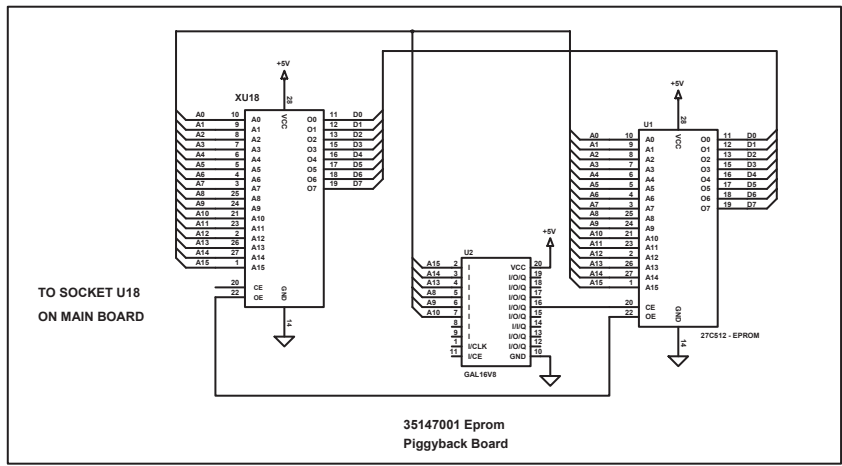 +5V
XU18
28
VCC
A0 10 A0 O0 11 D0
A1 9 A1 O1 12 D1
A2 8 A2 O2 13 D2
A3 7 A3 O3 15 D3
A4 6 A4 O4 16 D4
A5 5 A5 O5 17 D5
A6 4 A6 O6 18 D6
A7 3 A7 O7 19 D7
A8 25 A8
A9 24 A9
A10 21 A10
A11 23 A11
A12 2 A12
A13 26 A13
A14 27 A14
A15 1 A15
20 CE
22 OE
GND
14
TO SOCKET U18
ON MAIN BOARD
+5V
U2
A15 2 I VCC 20
A14 3 I I/O/Q 19
A13 4 I I/O/Q 18
A8 5 I I/O/Q 17
A9 6 I I/O/Q 16
A10 7 I I/O/Q 15
8 I I/I/Q 14
9 I I/O/Q 13
1 I/CLK I/O/Q 12
11 I/CE GND 10
GAL16V8
+5V
U1
28
VCC
A0 10 A0 O0 11 D0
A1 9 A1 O1 12 D1
A2 8 A2 O2 13 D2
A3 7 A3 O3 15 D3
A4 6 A4 O4 16 D4
A5 5 A5 O5 17 D5
A6 4 A6 O6 18 D6
A7 3 A7 O7 19 D7
A8 25 A8
A9 24 A9
A10 21 A10
A11 23 A11
A12 2 A12
A13 26 A13
A14 27 A14
A15 1 A15
20 CE
22 OE
GND
14
27C512 - EPROM
35147001 Eprom
Piggyback Board